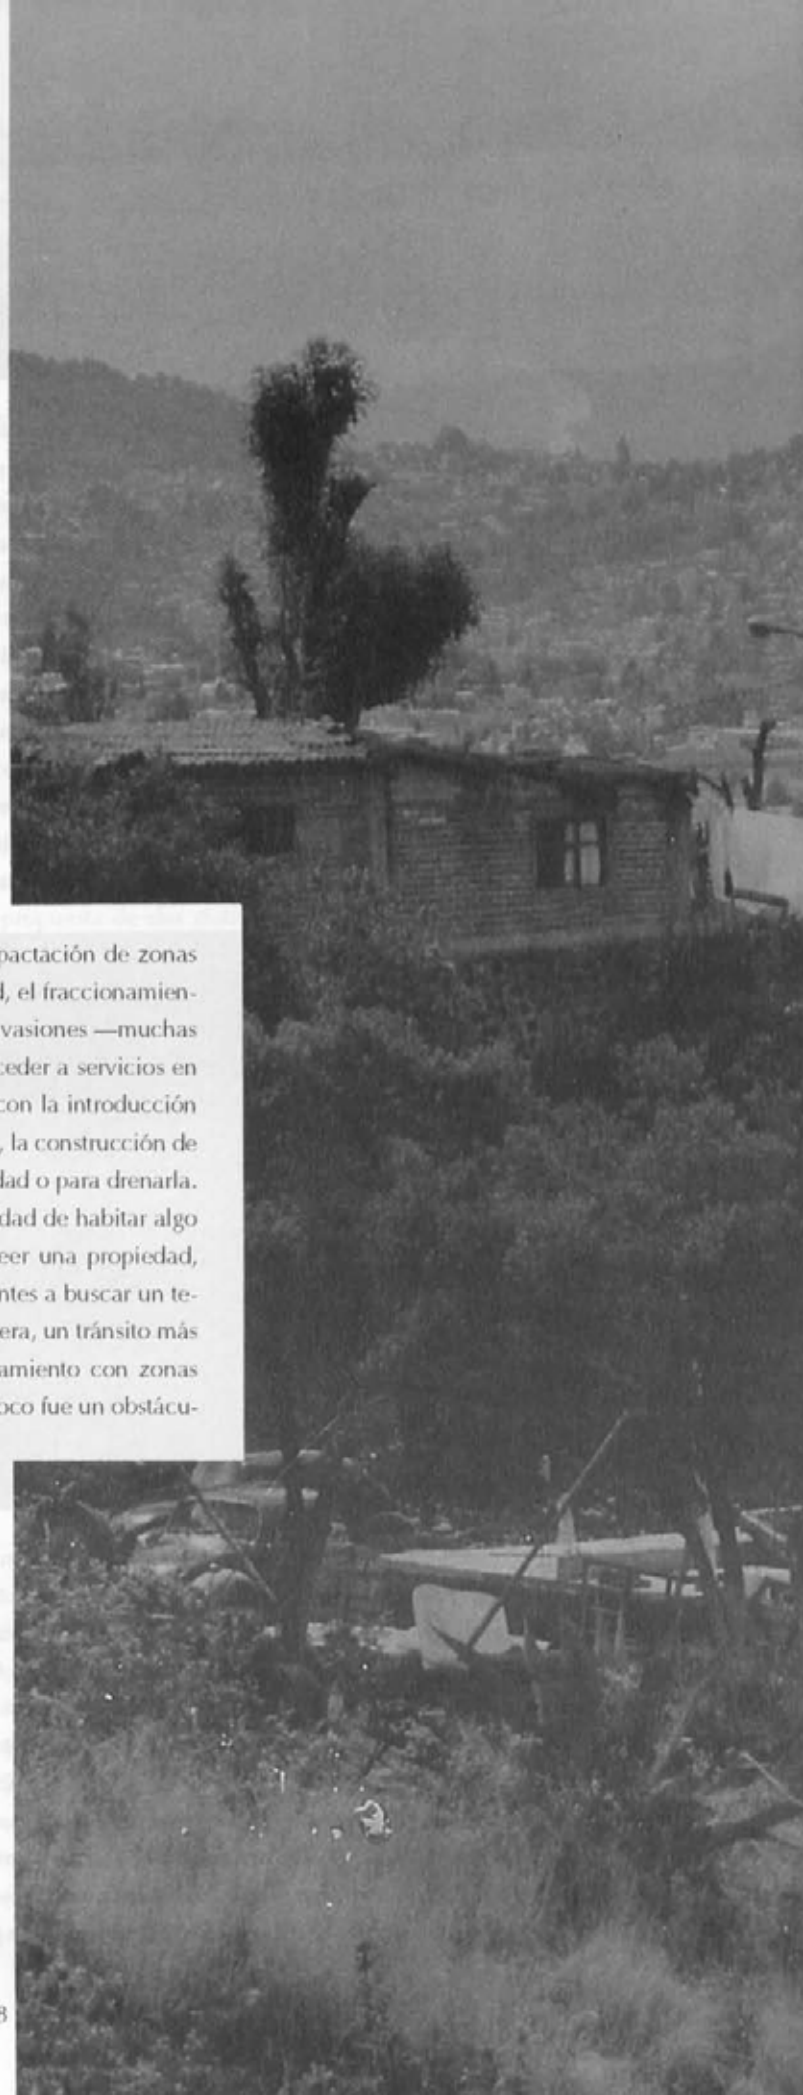 pactación de zonas
d, el fraccionamien-
vasiones —muchas
ceder a servicios en
con la introducción
, la construcción de
dad o para drenarla.
dad de habitar algo
eer una propiedad,
ntes a buscar un te-
era, un tránsito más
amiento con zonas
oco fue un obstácu-
8